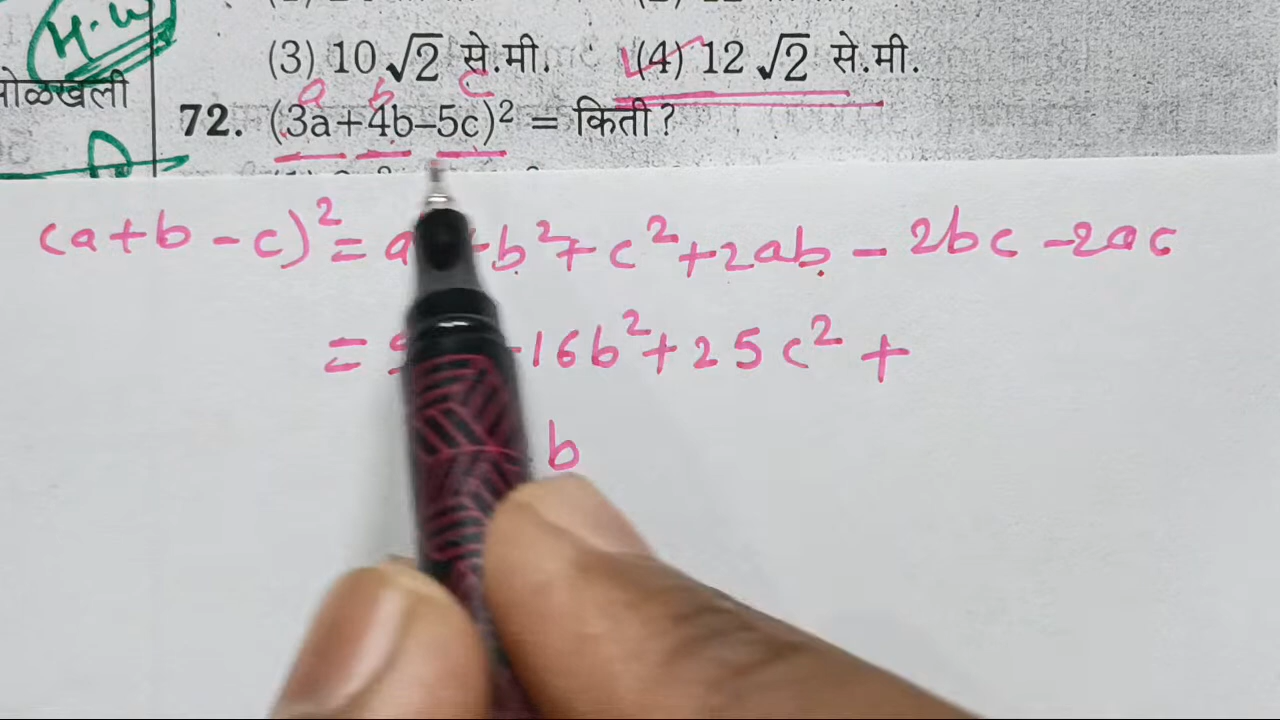 H.W
(3) 10 √2 से.मी. (4) 12 √2 से.मी.
ओळखली
a b c
72. (3a+4b–5c)² = किती?
(a+b-c)² = a + b² + c² + 2ab - 2bc - 2ac
= 16b² + 25c² +
b